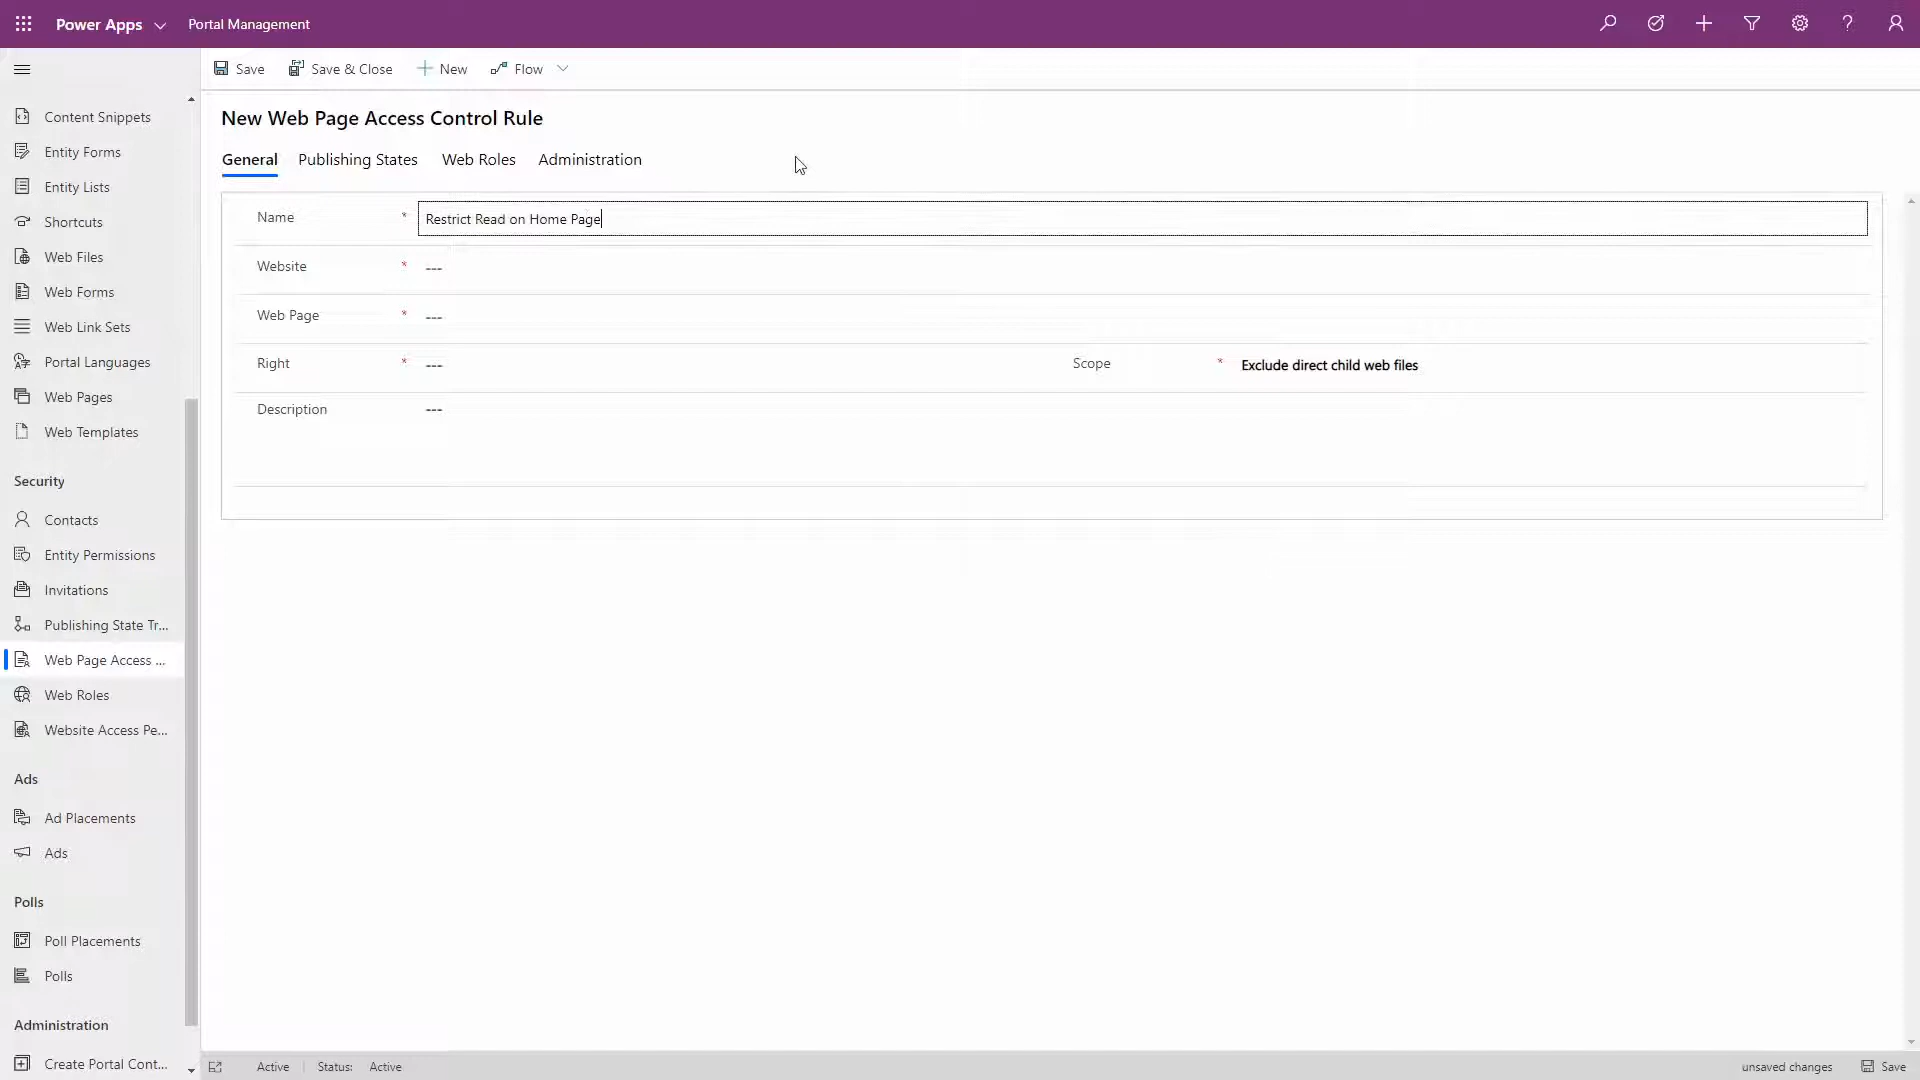 Power Apps Portal Management
Save Save & Close New Flow
Content Snippets
Entity Forms
Entity Lists
Shortcuts
Web Files
Web Forms
Web Link Sets
Portal Languages
Web Pages
Web Templates
Security
Contacts
Entity Permissions
Invitations
Publishing State Tr...
Web Page Access ...
Web Roles
Website Access Pe...
Ads
Ad Placements
Ads
Polls
Poll Placements
Polls
Administration
Create Portal Cont...
New Web Page Access Control Rule
General Publishing States Web Roles Administration
Name * Restrict Read on Home Page
Website * ---
Web Page * ---
Right * --- Scope * Exclude direct child web files
Description ---
Active Status: Active unsaved changes Save